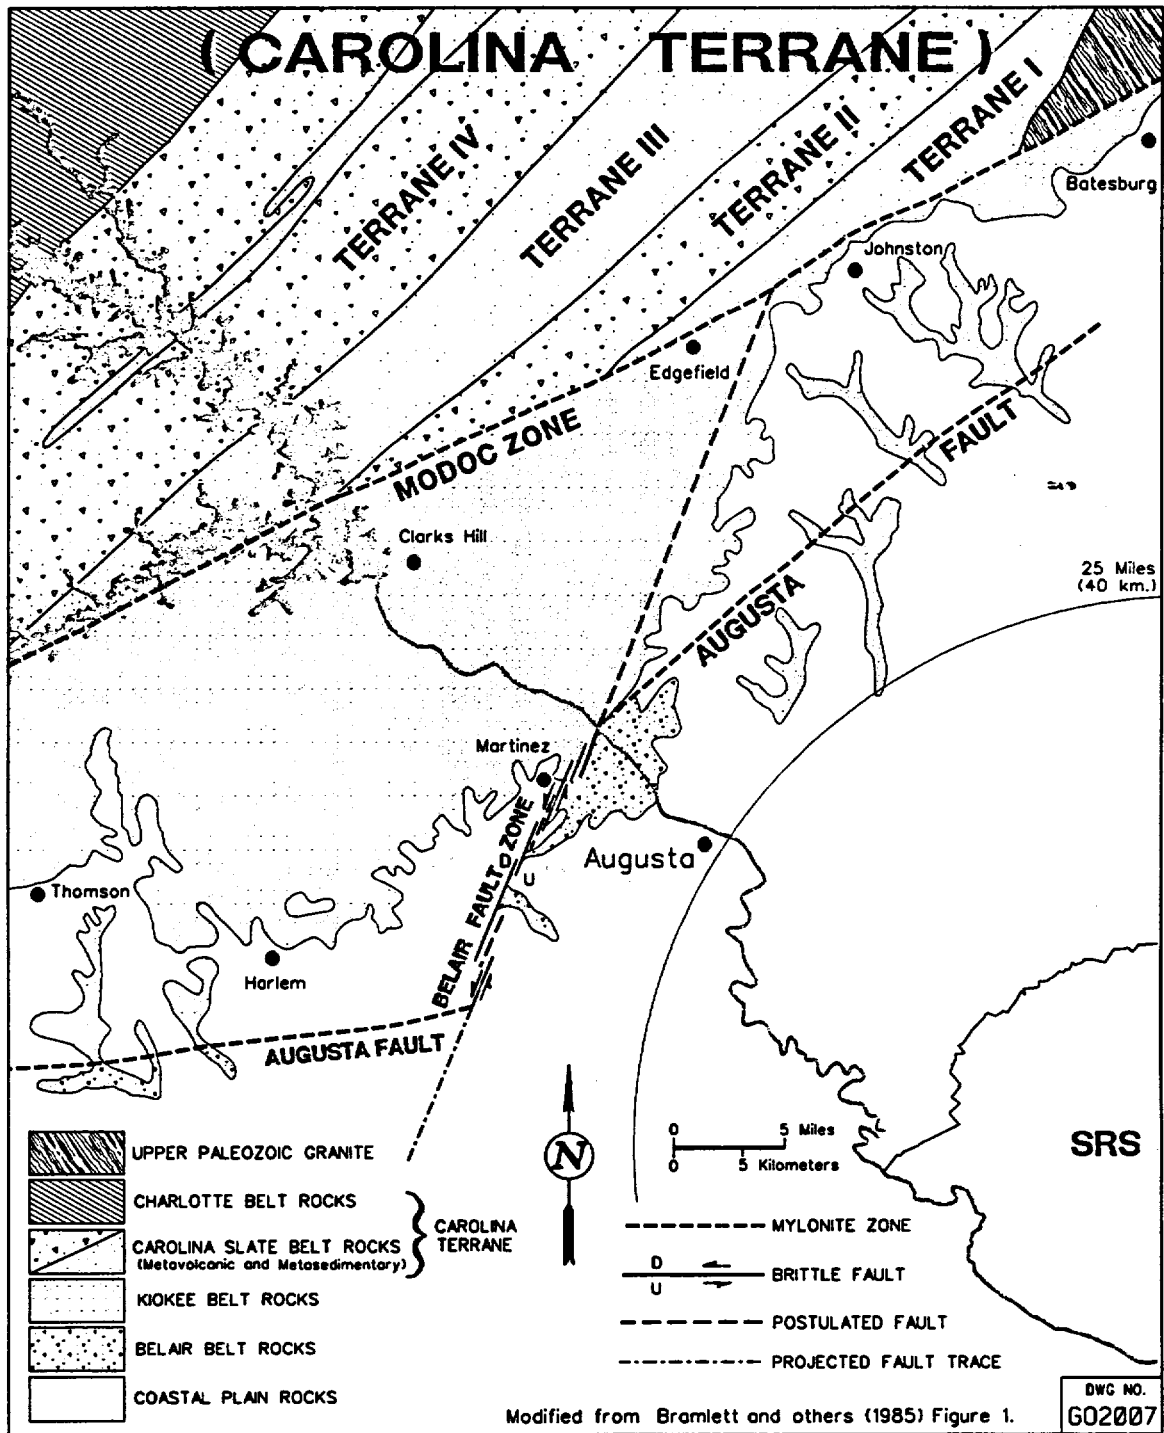 ( CAROLINA TERRANE )
TERRANE IV
TERRANE III
TERRANE II
TERRANE I
Batesburg
Johnston
Edgefield
MODOC ZONE
FAULT
Clarks Hill
25 Miles
(40 km.)
AUGUSTA
Martinez
BELAIR FAULT ZONE
D
U
Augusta
Thomson
Harlem
AUGUSTA FAULT
N
0 5 Miles
0 5 Kilometers
SRS
UPPER PALEOZOIC GRANITE
CHARLOTTE BELT ROCKS
CAROLINA SLATE BELT ROCKS
(Metavolcanic and Metasedimentary)
CAROLINA
TERRANE
KIOKEE BELT ROCKS
BELAIR BELT ROCKS
COASTAL PLAIN ROCKS
MYLONITE ZONE
D
U
BRITTLE FAULT
POSTULATED FAULT
PROJECTED FAULT TRACE
Modified from Bramlett and others (1985) Figure 1.
DWG NO.
GO2007